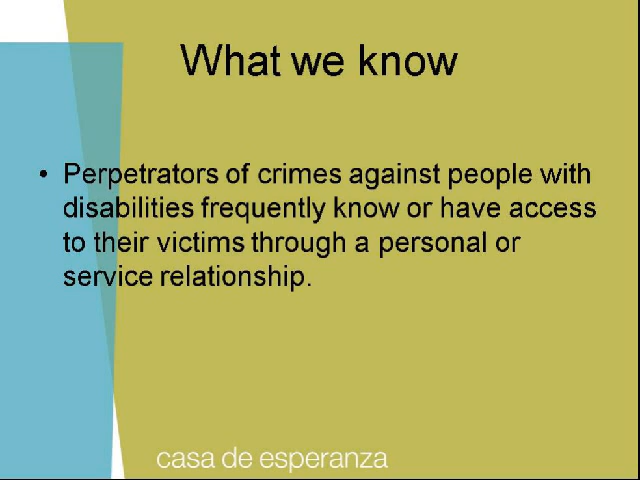 What we know
• Perpetrators of crimes against people with
disabilities frequently know or have access
to their victims through a personal or
service relationship.
casa de esperanza